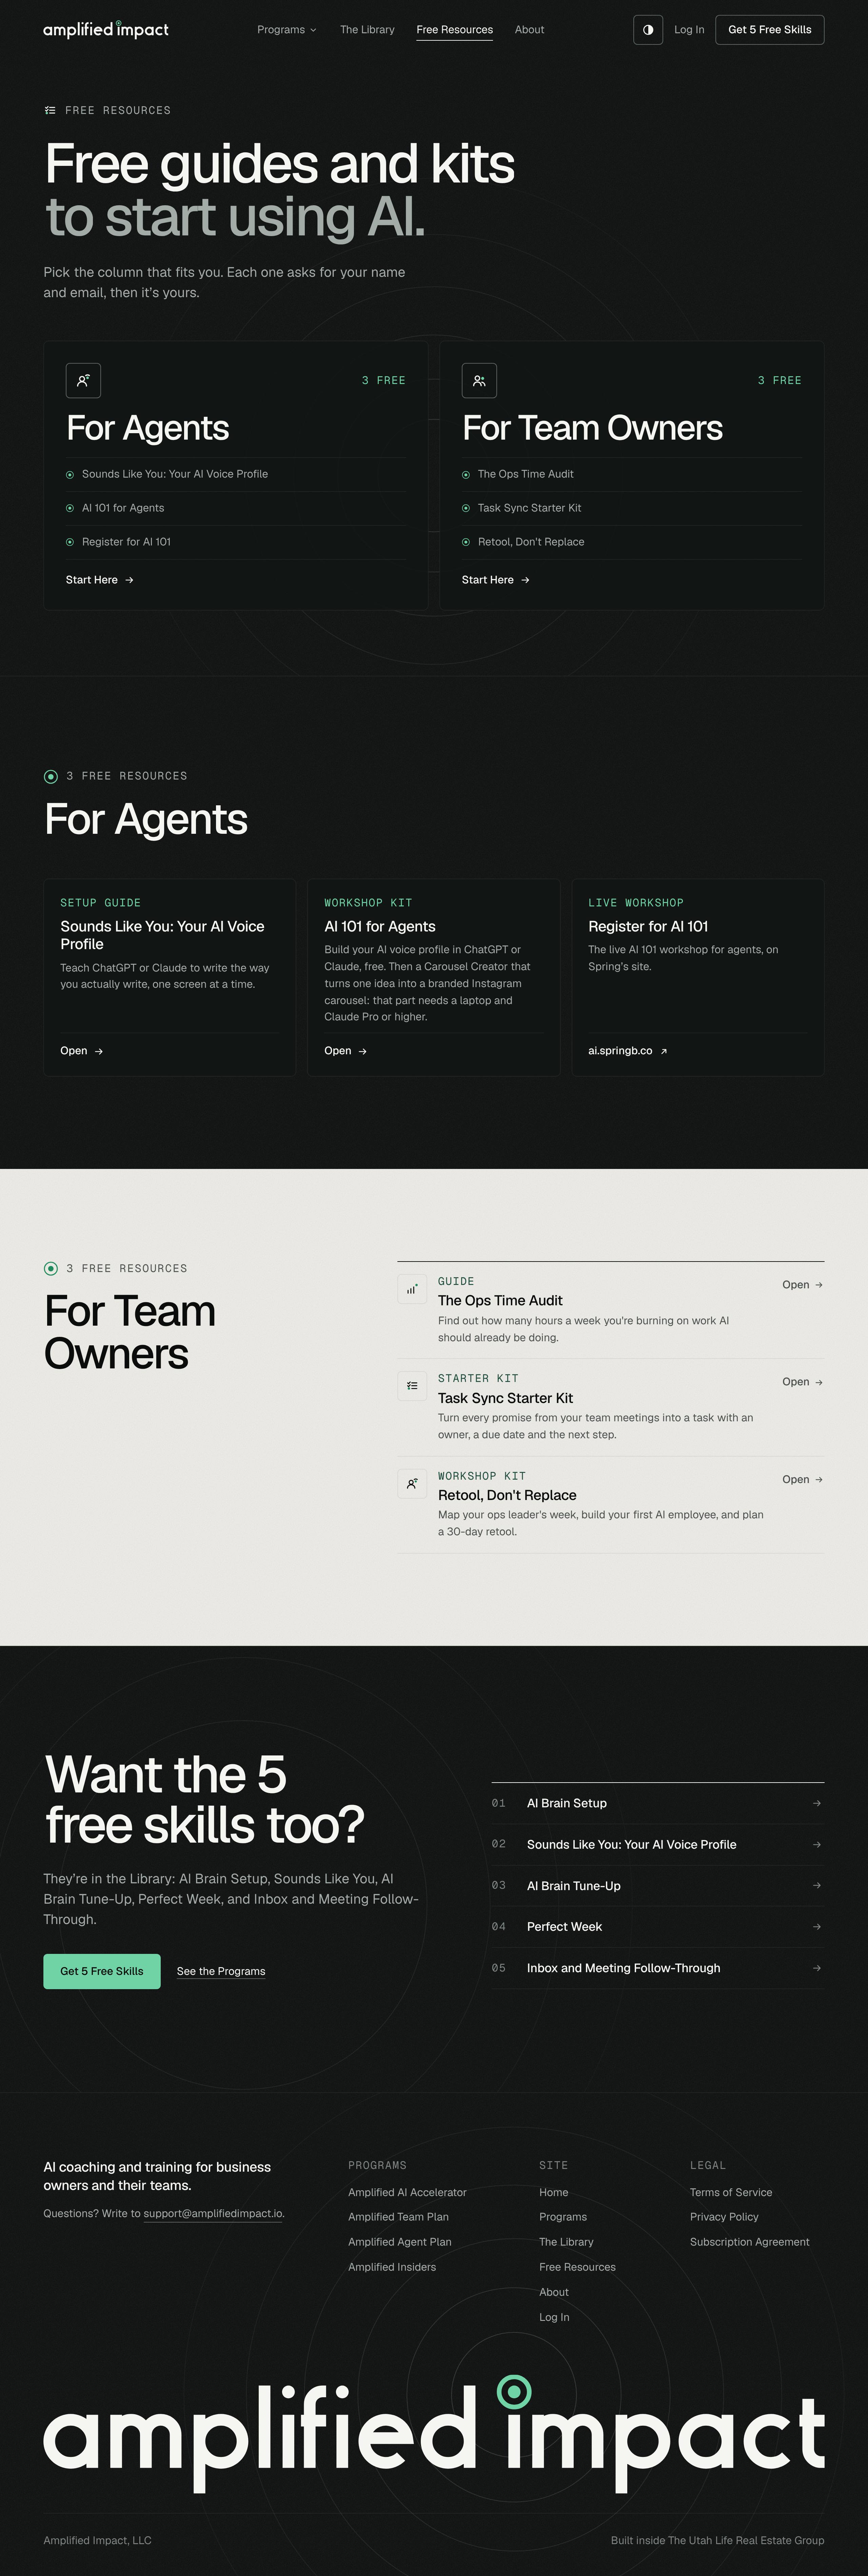 amplified impact
Programs
The Library
Free Resources
About
Log In
Get 5 Free Skills
FREE RESOURCES
Free guides and kits
to start using AI.
Pick the column that fits you. Each one asks for your name
and email, then it's yours.
3 FREE
For Agents
Sounds Like You: Your AI Voice Profile
AI 101 for Agents
Register for AI 101
Start Here →
3 FREE
For Team Owners
The Ops Time Audit
Task Sync Starter Kit
Retool, Don't Replace
Start Here →
3 FREE RESOURCES
For Agents
SETUP GUIDE
Sounds Like You: Your AI Voice
Profile
Teach ChatGPT or Claude to write the way
you actually write, one screen at a time.
Open →
WORKSHOP KIT
AI 101 for Agents
Build your AI voice profile in ChatGPT or
Claude, free. Then a Carousel Creator that
turns one idea into a branded Instagram
carousel: that part needs a laptop and
Claude Pro or higher.
Open →
LIVE WORKSHOP
Register for AI 101
The live AI 101 workshop for agents, on
Spring's site.
ai.springb.co ↗
3 FREE RESOURCES
For Team
Owners
GUIDE
The Ops Time Audit
Find out how many hours a week you're burning on work AI
should already be doing.
Open →
STARTER KIT
Task Sync Starter Kit
Turn every promise from your team meetings into a task with an
owner, a due date and the next step.
Open →
WORKSHOP KIT
Retool, Don't Replace
Map your ops leader's week, build your first AI employee, and plan
a 30-day retool.
Open →
Want the 5
free skills too?
They're in the Library: AI Brain Setup, Sounds Like You, AI
Brain Tune-Up, Perfect Week, and Inbox and Meeting Follow-
Through.
Get 5 Free Skills
See the Programs
01 AI Brain Setup →
02 Sounds Like You: Your AI Voice Profile →
03 AI Brain Tune-Up →
04 Perfect Week →
05 Inbox and Meeting Follow-Through →
AI coaching and training for business
owners and their teams.
Questions? Write to support@amplifiedimpact.io.
PROGRAMS
Amplified AI Accelerator
Amplified Team Plan
Amplified Agent Plan
Amplified Insiders
SITE
Home
Programs
The Library
Free Resources
About
Log In
LEGAL
Terms of Service
Privacy Policy
Subscription Agreement
amplified impact
Amplified Impact, LLC
Built inside The Utah Life Real Estate Group